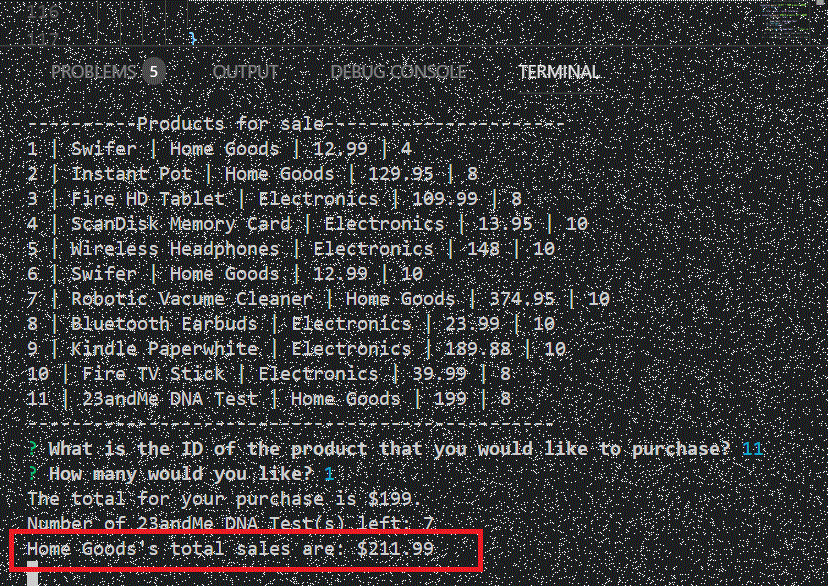 116
117 }
PROBLEMS 5 OUTPUT DEBUG CONSOLE TERMINAL
----------Products for sale----------------------
1 | Swifer | Home Goods | 12.99 | 4
2 | Instant Pot | Home Goods | 129.95 | 8
3 | Fire HD Tablet | Electronics | 109.99 | 8
4 | ScanDisk Memory Card | Electronics | 13.95 | 10
5 | Wireless Headphones | Electronics | 148 | 10
6 | Swifer | Home Goods | 12.99 | 10
7 | Robotic Vacume Cleaner | Home Goods | 374.95 | 10
8 | Bluetooth Earbuds | Electronics | 23.99 | 10
9 | Kindle Paperwhite | Electronics | 189.88 | 10
10 | Fire TV Stick | Electronics | 39.99 | 8
11 | 23andMe DNA Test | Home Goods | 199 | 8
------------------------------------------------
? What is the ID of the product that you would like to purchase? 11
? How many would you like? 1
The total for your purchase is $199.
Number of 23andMe DNA Test(s) left: 7
Home Goods's total sales are: $211.99